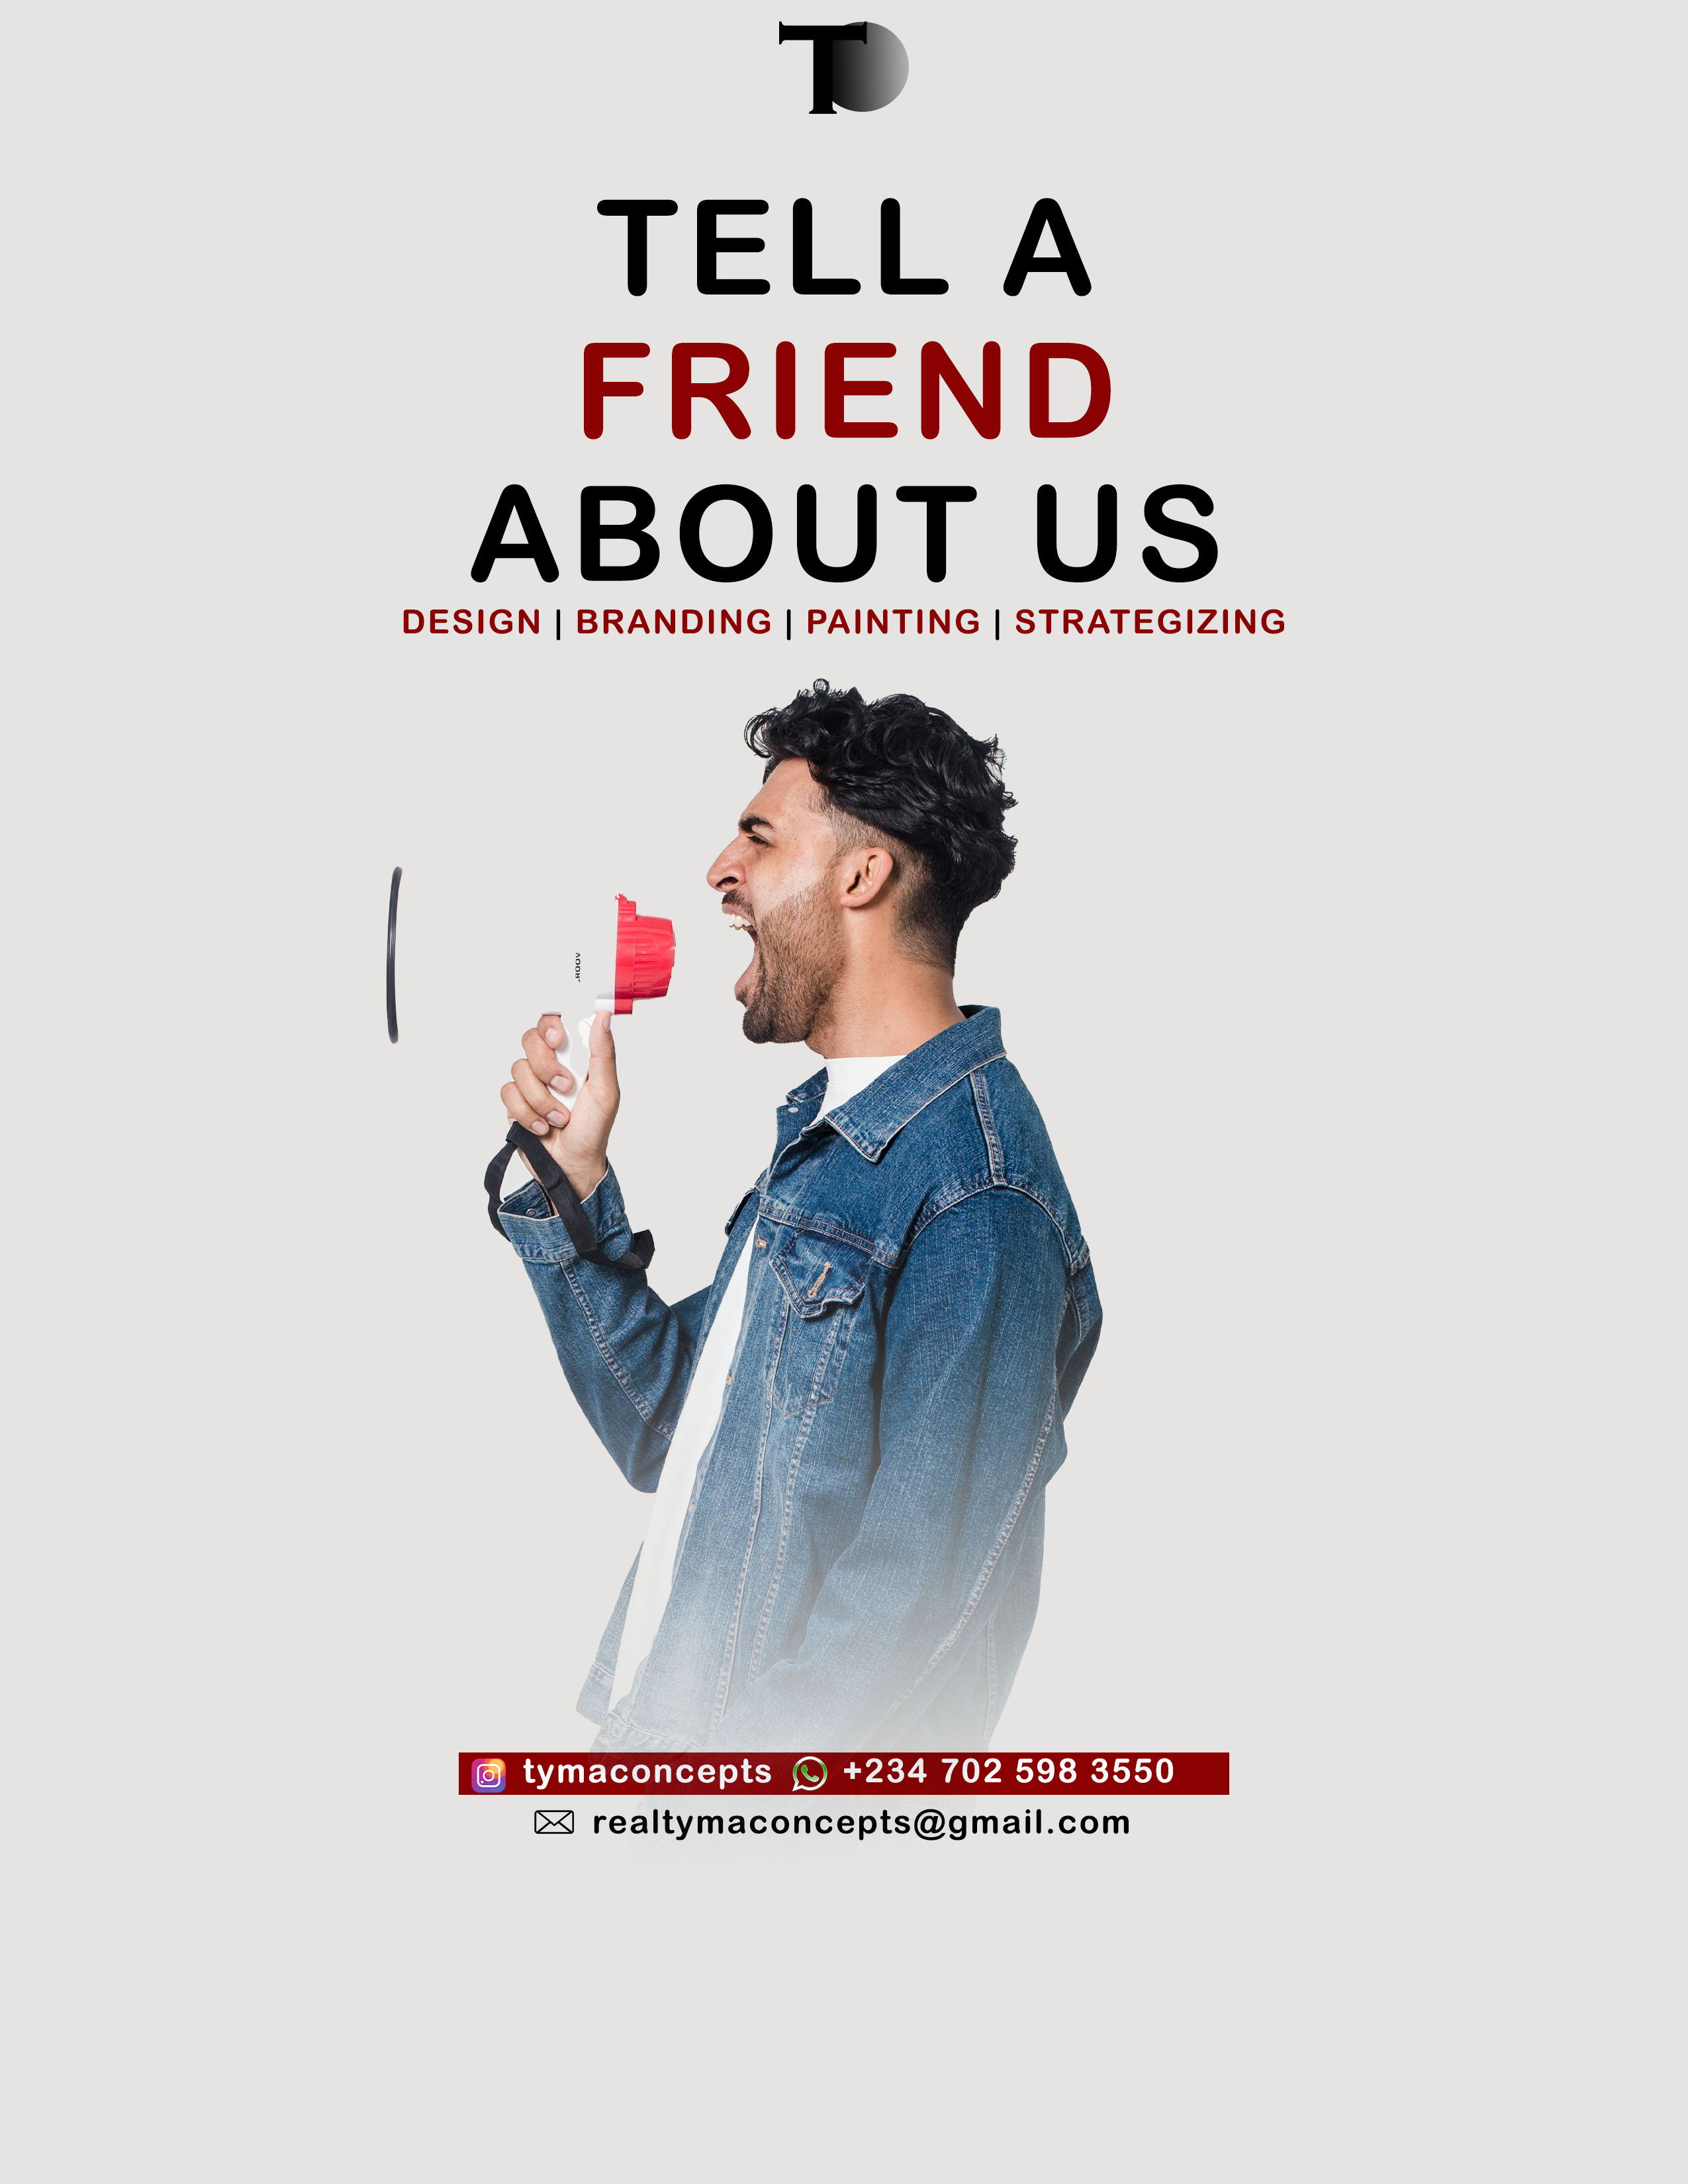 T
TELL A
FRIEND
ABOUT US
DESIGN | BRANDING | PAINTING | STRATEGIZING
tymaconcepts +234 702 598 3550
realtymaconcepts@gmail.com